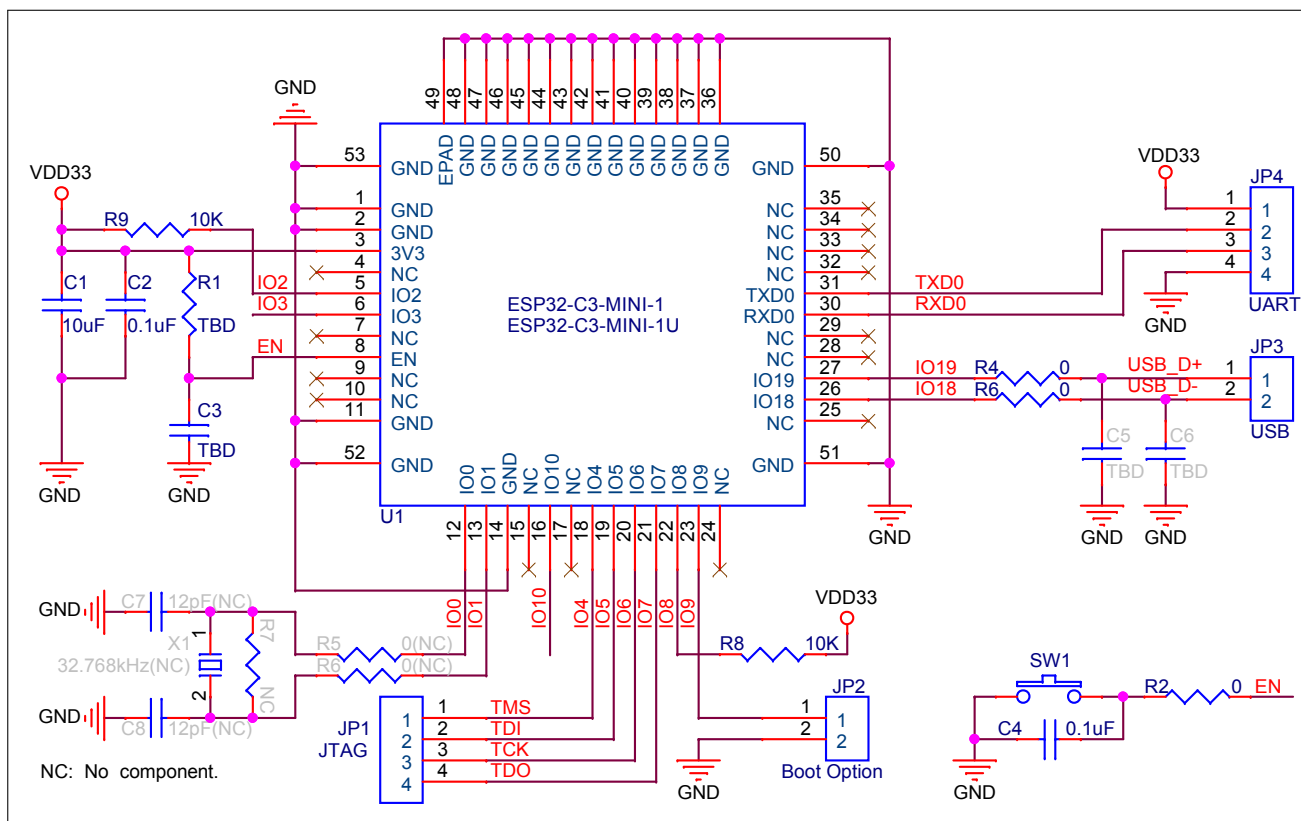 GND
49 48 47 46 45 44 43 42 41 40 39 38 37 36
EPAD GND GND GND GND GND GND GND GND GND GND GND GND GND
53 GND
1 GND
2 GND
3 3V3
4 NC
5 IO2
6 IO3
7 NC
8 EN
9 NC
10 NC
11 GND
52 GND
ESP32-C3-MINI-1
ESP32-C3-MINI-1U
GND 50
NC 35
NC 34
NC 33
NC 32
TXD0 31
RXD0 30
NC 29
NC 28
IO19 27
IO18 26
NC 25
GND 51
U1
IO0 IO1 GND NC IO10 NC IO4 IO5 IO6 IO7 IO8 IO9 NC
12 13 14 15 16 17 18 19 20 21 22 23 24
VDD33
R9 10K
C1
10uF
C2
0.1uF
R1
TBD
IO2
IO3
EN
C3
TBD
GND
GND
VDD33
JP4
1 1
2 2
3 3
4 4
UART
TXD0
RXD0
GND
JP3
IO19 R4 0 USB_D+ 1 1
IO18 R6 0 USB_D- 2 2
USB
C5
TBD
C6
TBD
GND
GND
GND
IO0 IO1 IO10 IO4 IO5 IO6 IO7 IO8 IO9
GND C7 12pF(NC)
X1
1
2
32.768kHz(NC)
R7
NC
GND C8 12pF(NC)
R5 0(NC)
R6 0(NC)
NC: No component.
JP1
JTAG
1 1 TMS
2 2 TDI
3 3 TCK
4 4 TDO
VDD33
R8 10K
JP2
1 1
2 2
Boot Option
GND
SW1
R2 0 EN
C4 0.1uF
GND